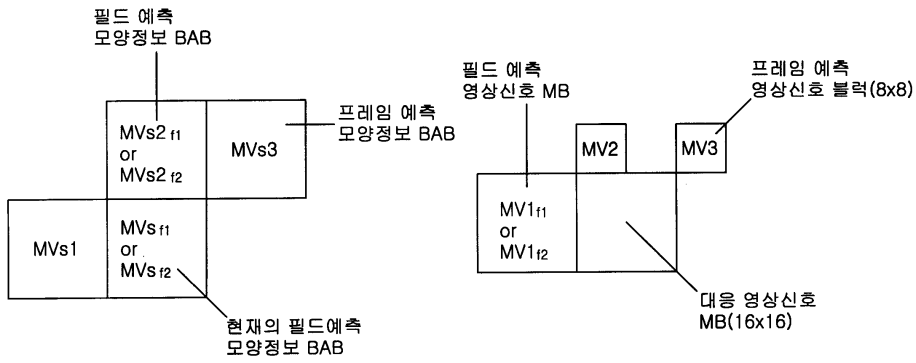 필드 예측
모양정보 BAB
프레임 예측
모양정보 BAB
MVs2 f1
or
MVs2 f2
MVs3
MVs1
MVs f1
or
MVs f2
현재의 필드예측
모양정보 BAB
필드 예측
영상신호 MB
프레임 예측
영상신호 블럭(8x8)
MV2
MV3
MV1f1
or
MV1f2
대응 영상신호
MB(16x16)